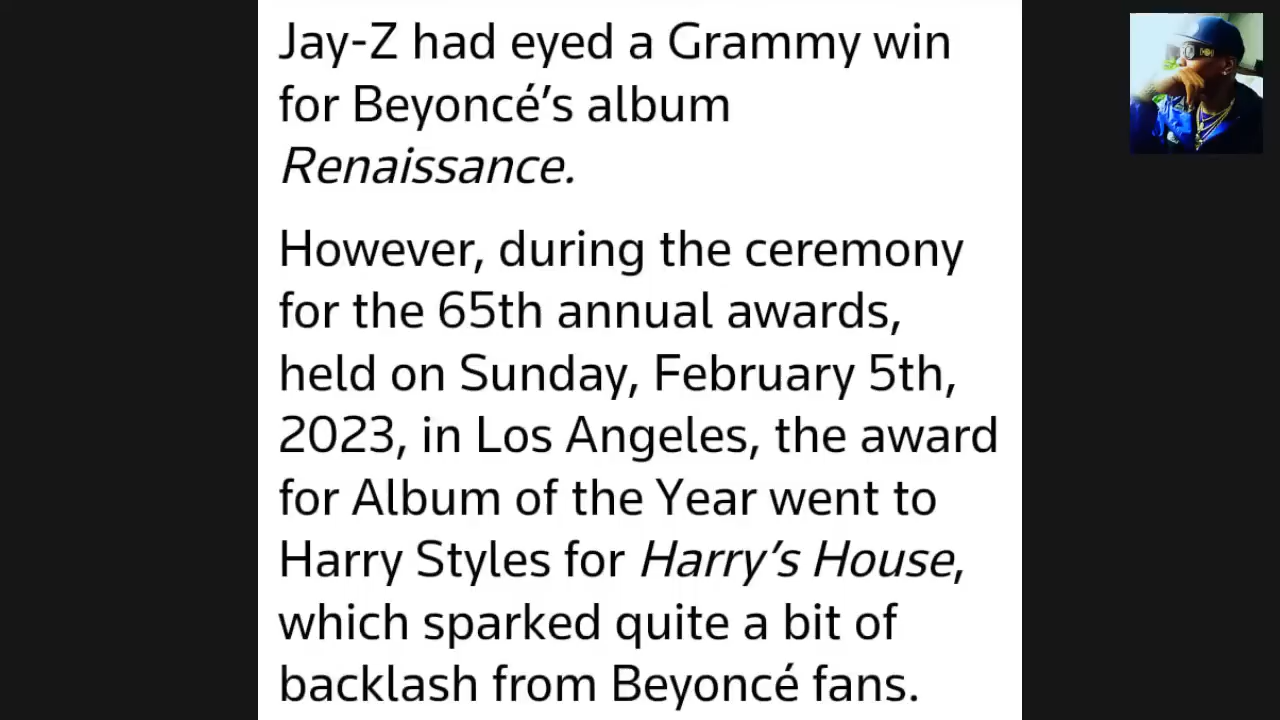 Jay-Z had eyed a Grammy win
for Beyoncé’s album
Renaissance.
However, during the ceremony
for the 65th annual awards,
held on Sunday, February 5th,
2023, in Los Angeles, the award
for Album of the Year went to
Harry Styles for Harry’s House,
which sparked quite a bit of
backlash from Beyoncé fans.